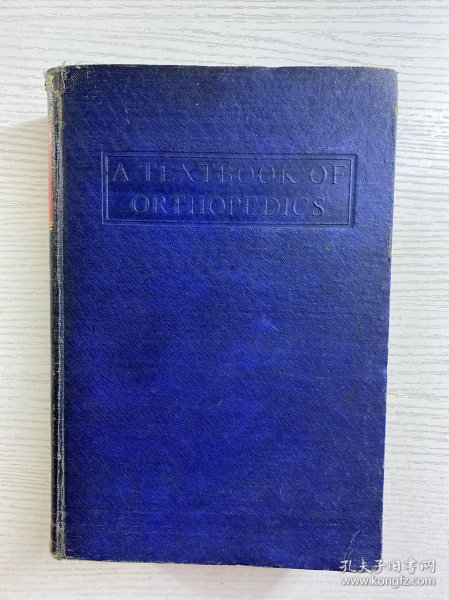 A TEXTBOOK OF
ORTHOPEDICS
孔夫子旧书网
www.kongfz.com